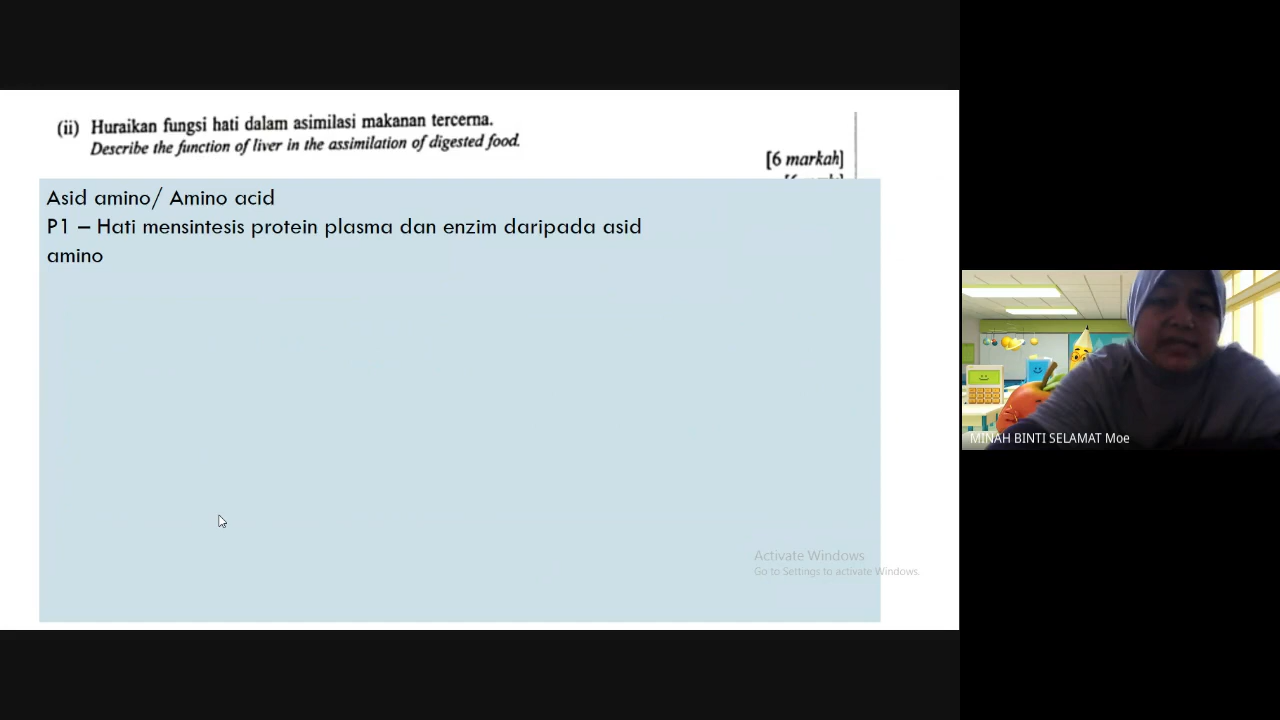 (ii) Huraikan fungsi hati dalam asimilasi makanan tercerna.
Describe the function of liver in the assimilation of digested food.
[6 markah]
Asid amino/ Amino acid
P1 – Hati mensintesis protein plasma dan enzim daripada asid
amino
Activate Windows
Go to Settings to activate Windows.
MINAH BINTI SELAMAT Moe